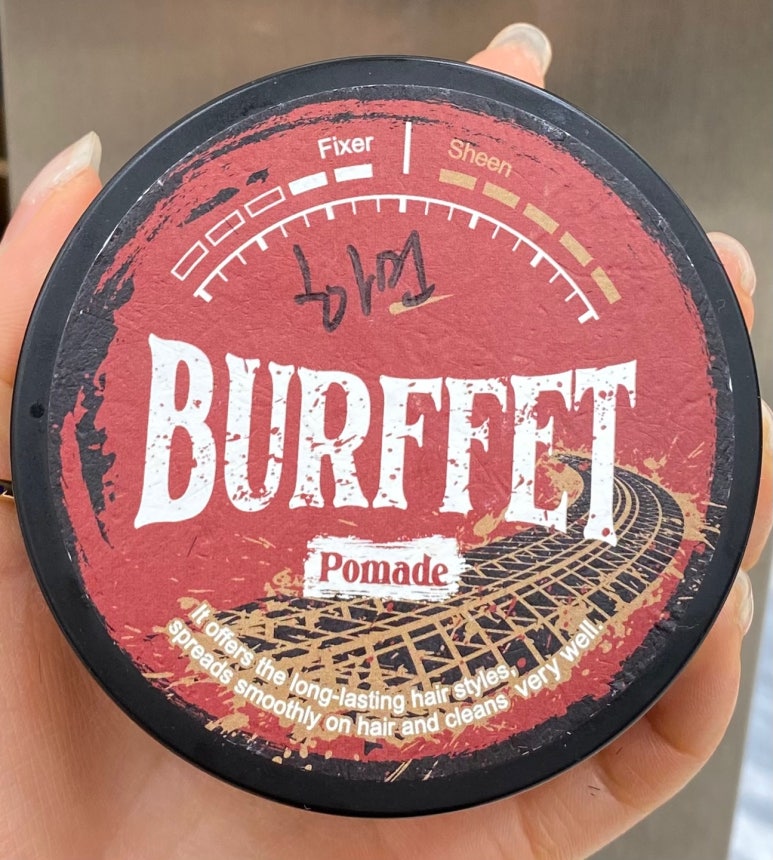 Fixer
Sheen
BURFFET
Pomade
It offers the long-lasting hair styles,
spreads smoothly on hair and cleans very well.